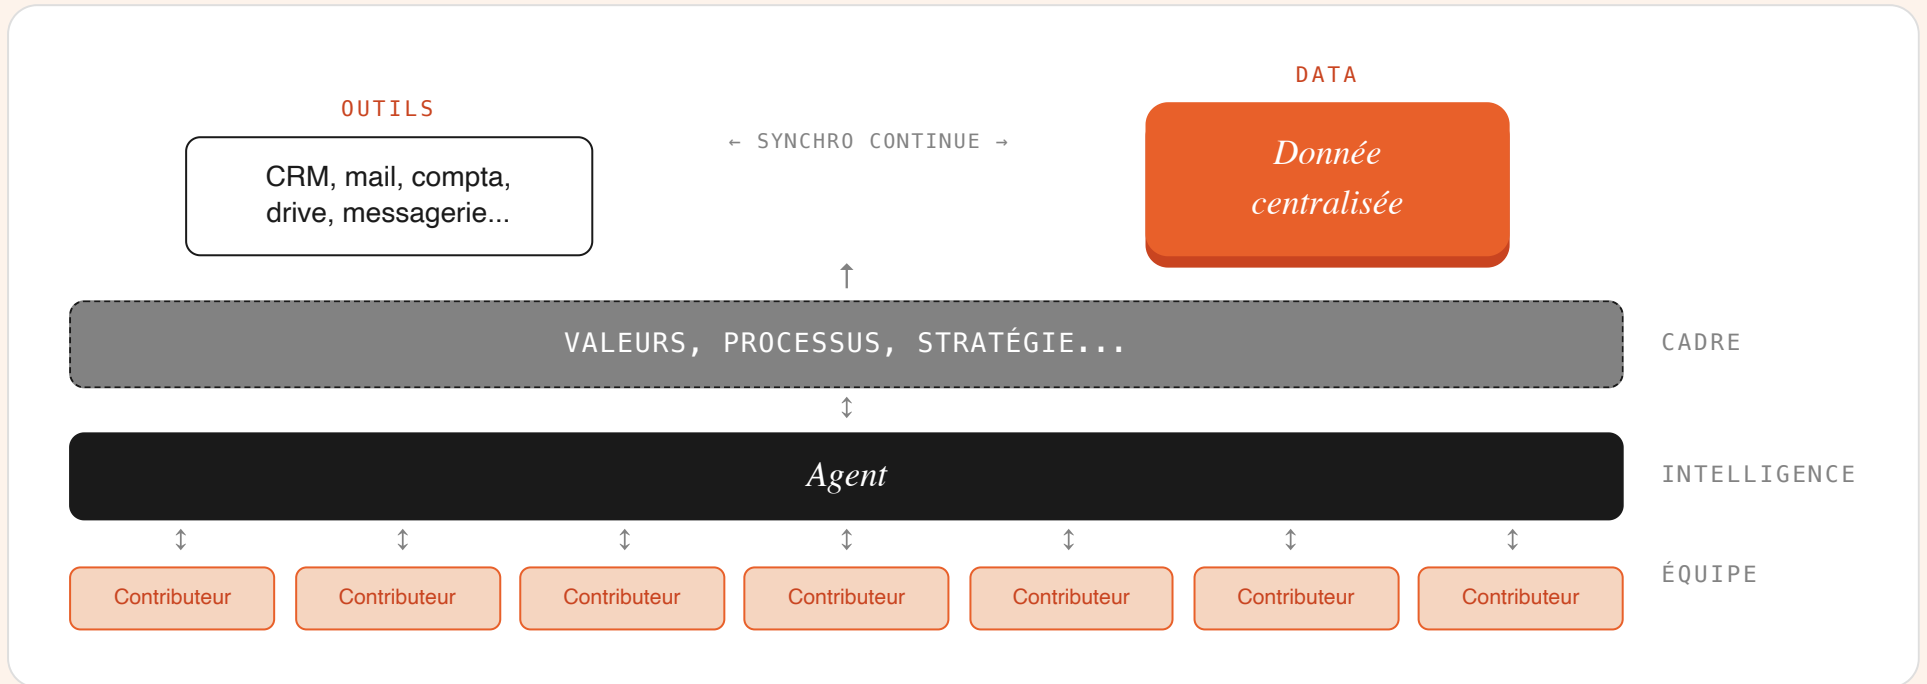 DATA
OUTILS
← SYNCHRO CONTINUE →
CRM, mail, compta,
drive, messagerie...
Donnée
centralisée
↑
VALEURS, PROCESSUS, STRATÉGIE...
CADRE
↕
Agent
INTELLIGENCE
↕ ↕ ↕ ↕ ↕ ↕ ↕
ÉQUIPE
Contributeur Contributeur Contributeur Contributeur Contributeur Contributeur Contributeur